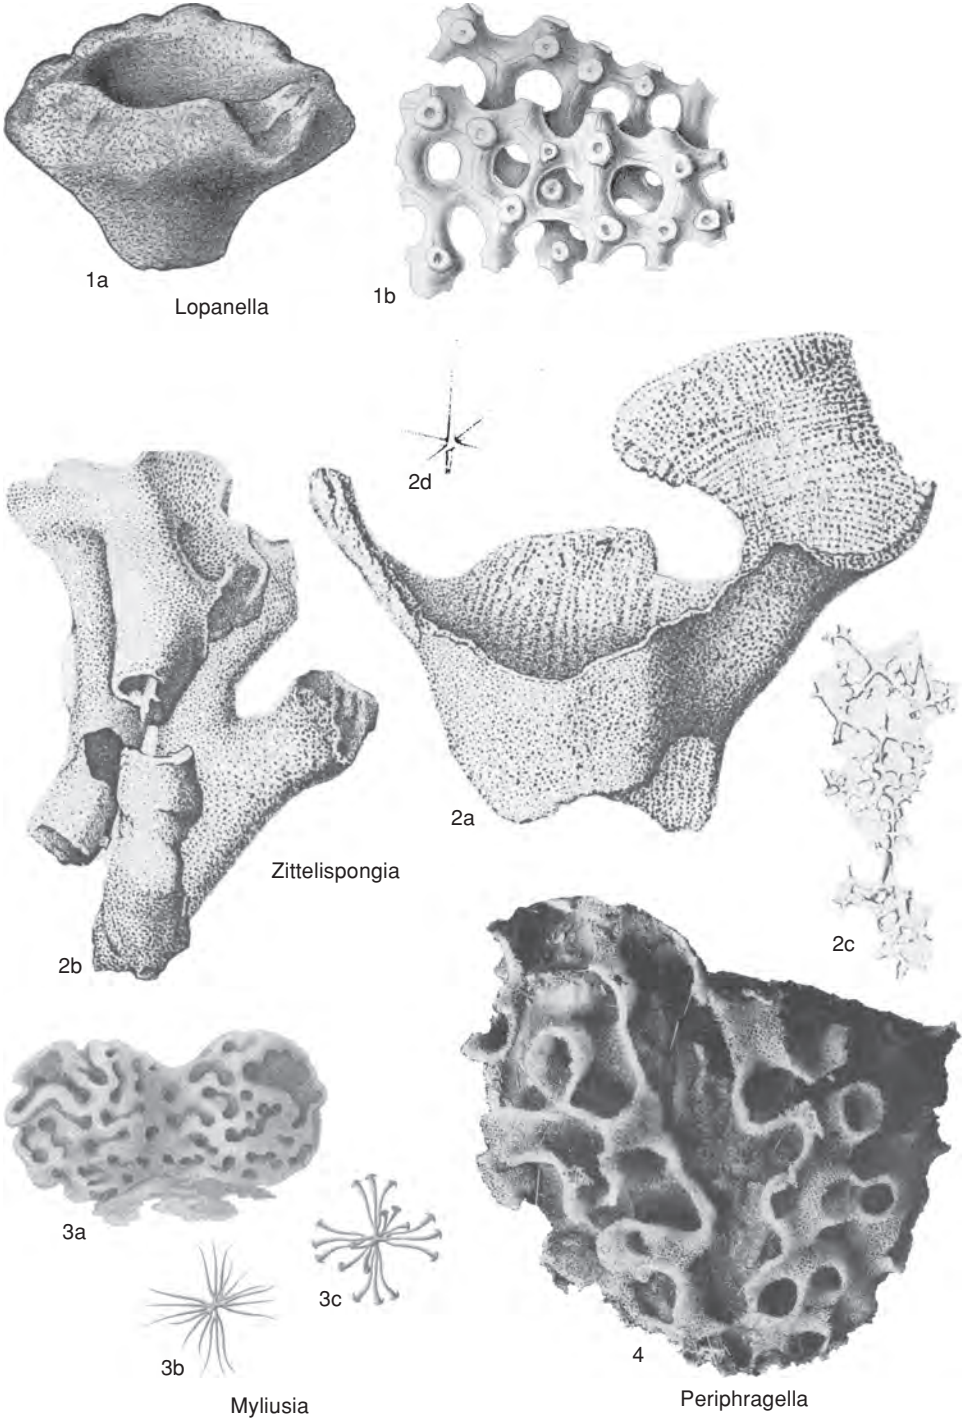 1a
Lopanella
1b
2d
2a
2b
Zittelispongia
2c
3a
3b
3c
Myliusia
4
Periphragella